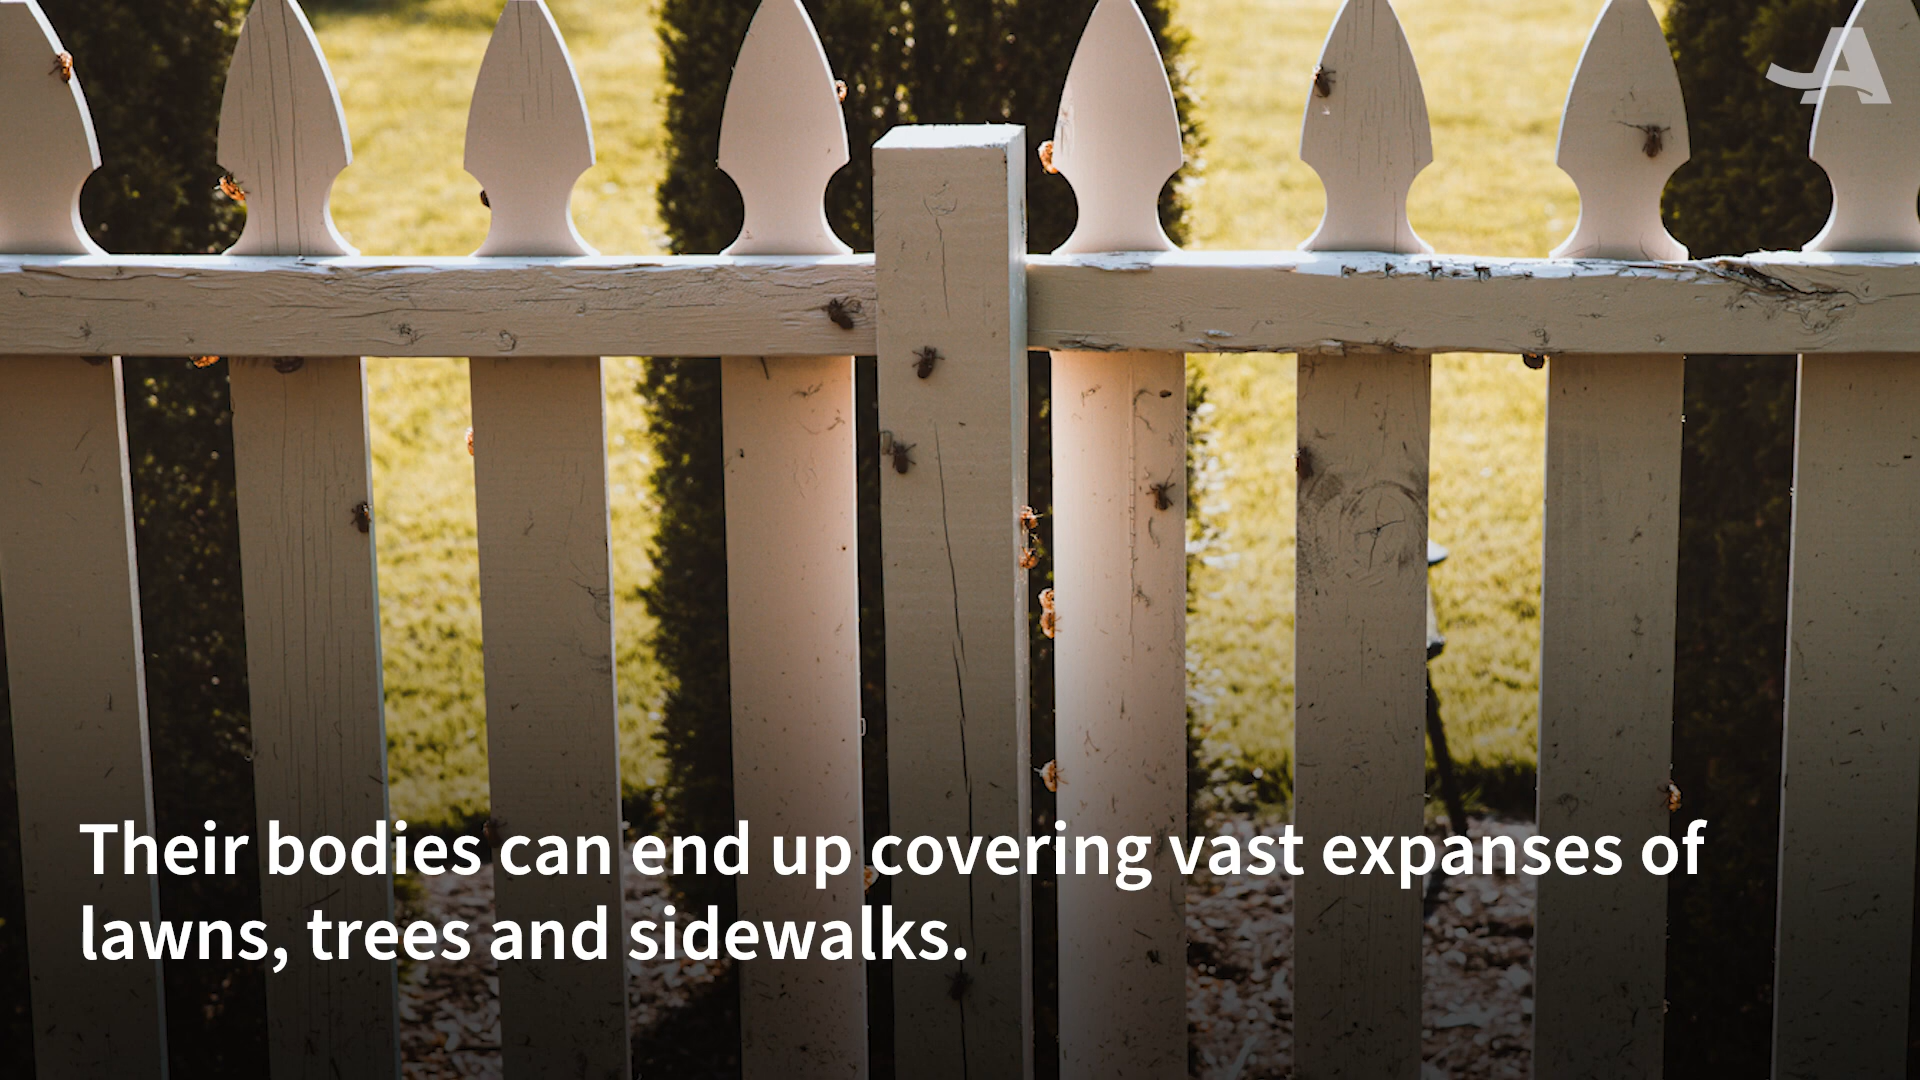 Their bodies can end up covering vast expanses of
lawns, trees and sidewalks.